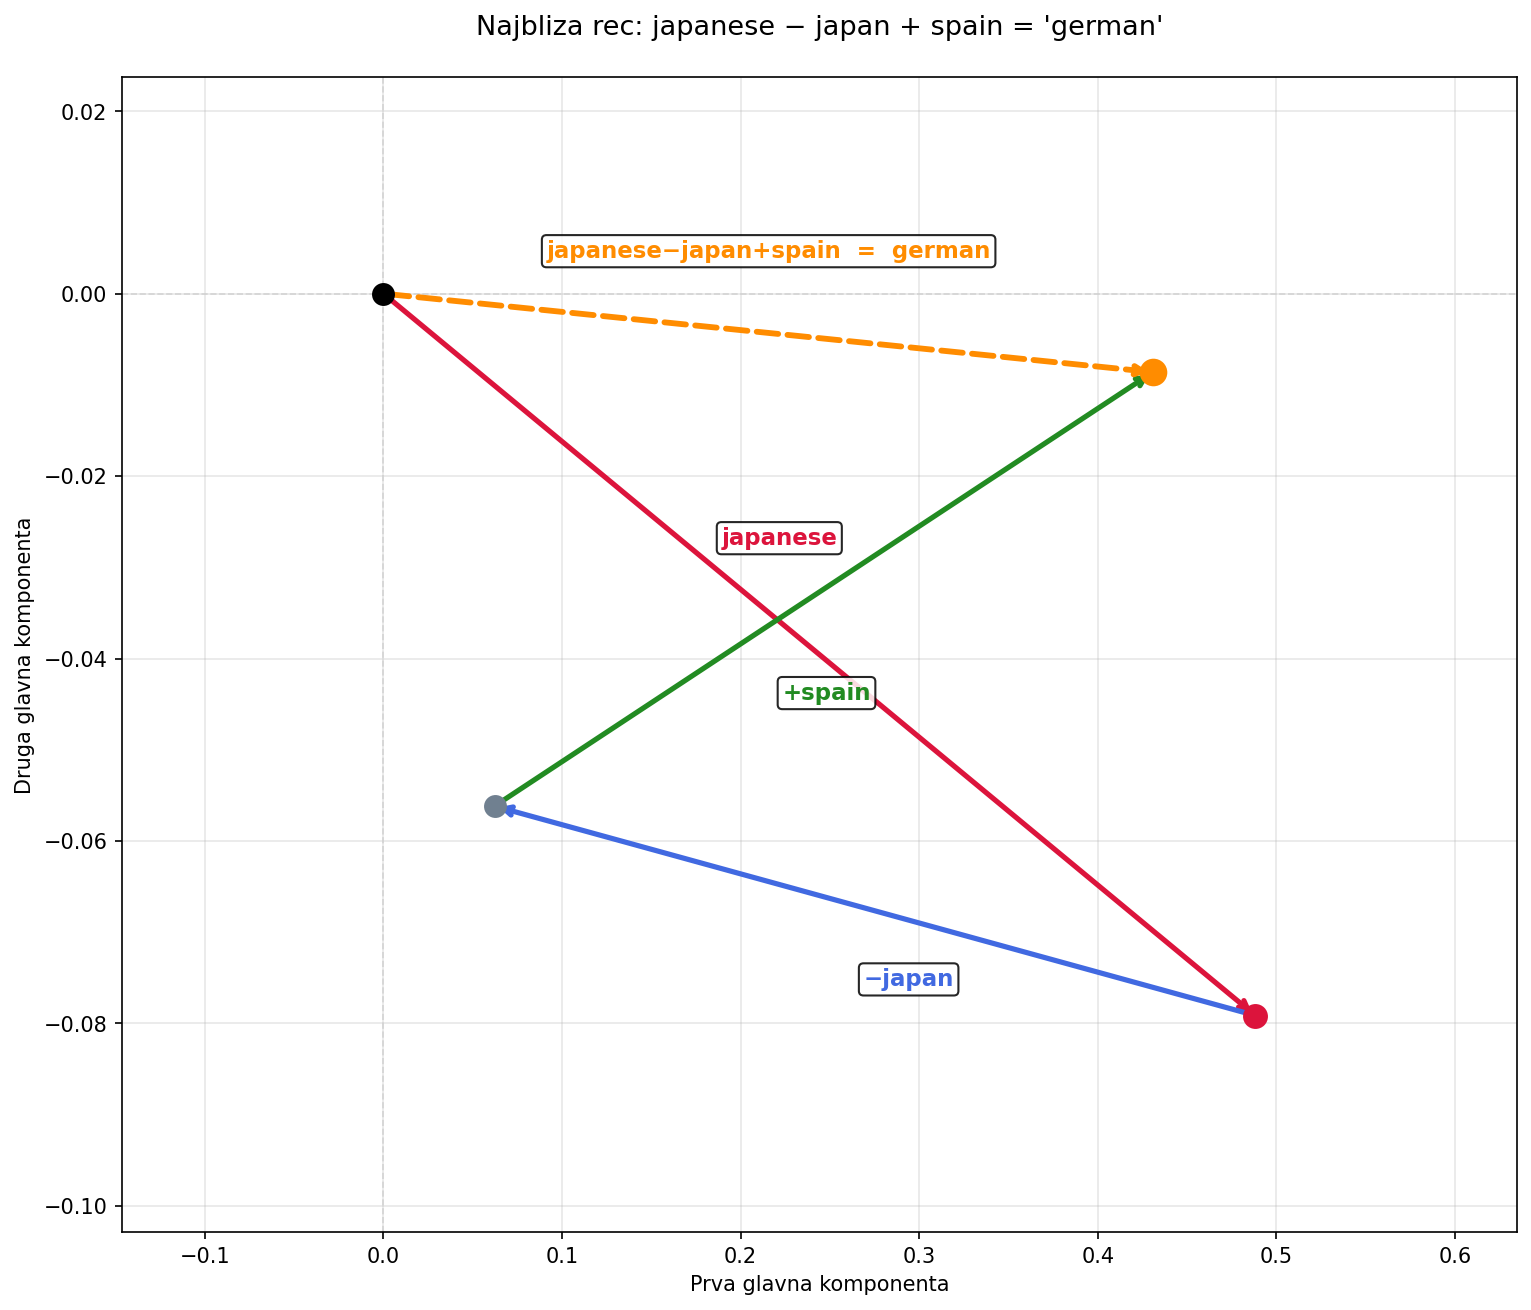 Najbliza rec: japanese − japan + spain = 'german'
0.02
japanese−japan+spain = german
0.00
−0.02
japanese
−0.04
+spain
−0.06
−japan
−0.08
−0.10
Druga glavna komponenta
−0.1 0.0 0.1 0.2 0.3 0.4 0.5 0.6
Prva glavna komponenta